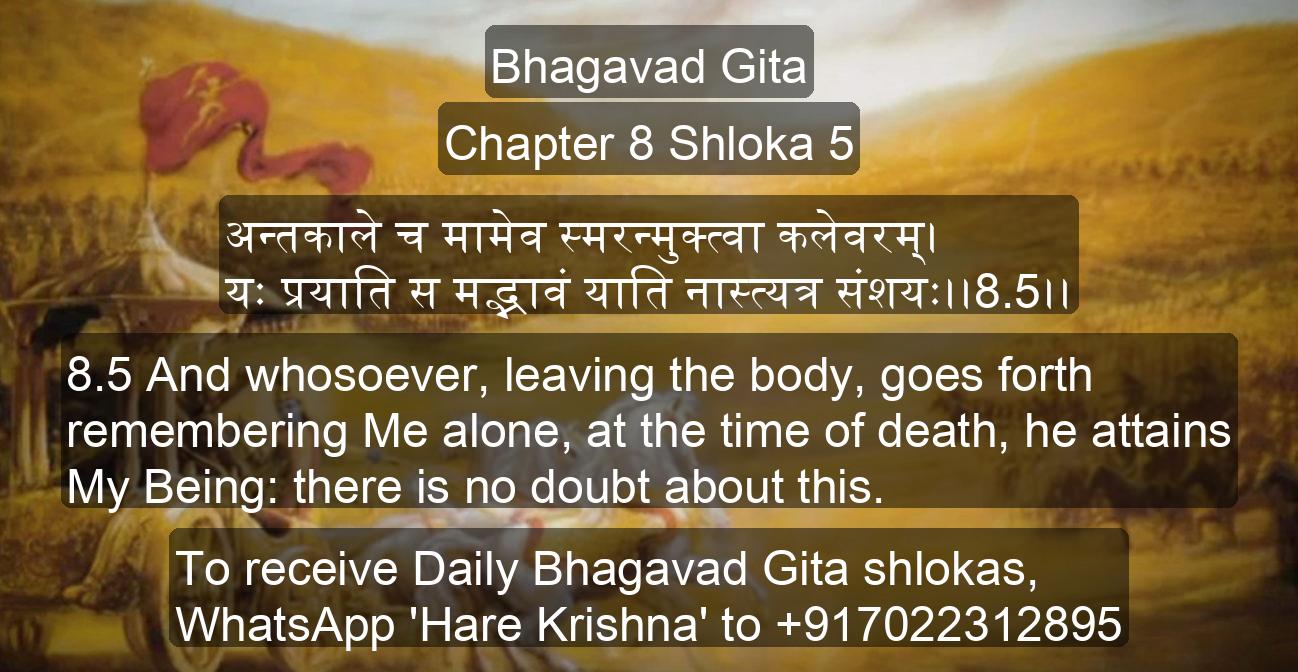 Bhagavad Gita
Chapter 8 Shloka 5
अन्तकाले च मामेव स्मरन्मुक्त्वा कलेवरम्।
यः प्रयाति स मद्भावं याति नास्त्यत्र संशयः।।8.5।।
8.5 And whosoever, leaving the body, goes forth
remembering Me alone, at the time of death, he attains
My Being: there is no doubt about this.
To receive Daily Bhagavad Gita shlokas,
WhatsApp 'Hare Krishna' to +917022312895